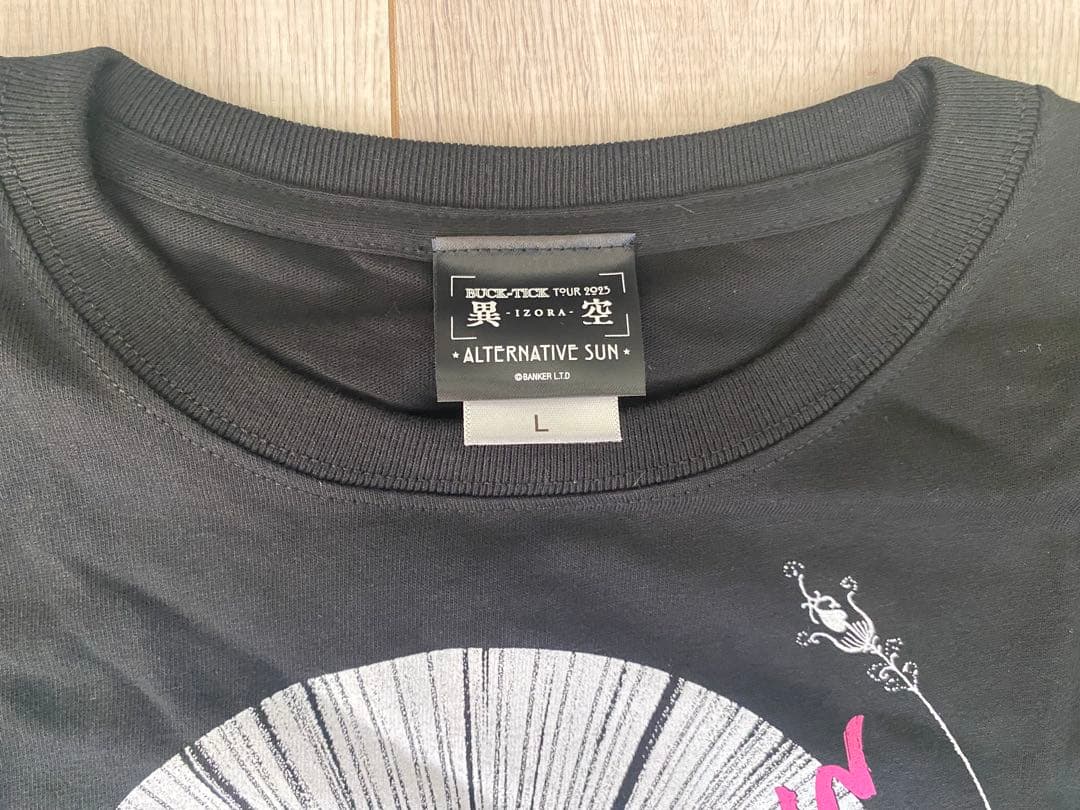 BUCK-TICK TOUR 2023
異 -IZORA- 空
★ ALTERNATIVE SUN ★
©BANKER L.T.D
L